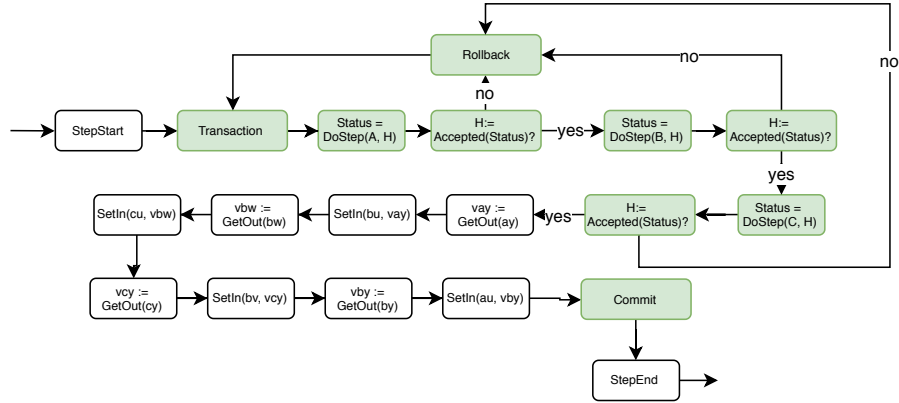 Rollback
no
no
no
StepStart
Transaction
Status =
DoStep(A, H)
H:=
Accepted(Status)?
yes
Status =
DoStep(B, H)
H:=
Accepted(Status)?
yes
SetIn(cu, vbw)
vbw :=
GetOut(bw)
SetIn(bu, vay)
vay :=
GetOut(ay)
yes
H:=
Accepted(Status)?
Status =
DoStep(C, H)
vcy :=
GetOut(cy)
SetIn(bv, vcy)
vby :=
GetOut(by)
SetIn(au, vby)
Commit
StepEnd